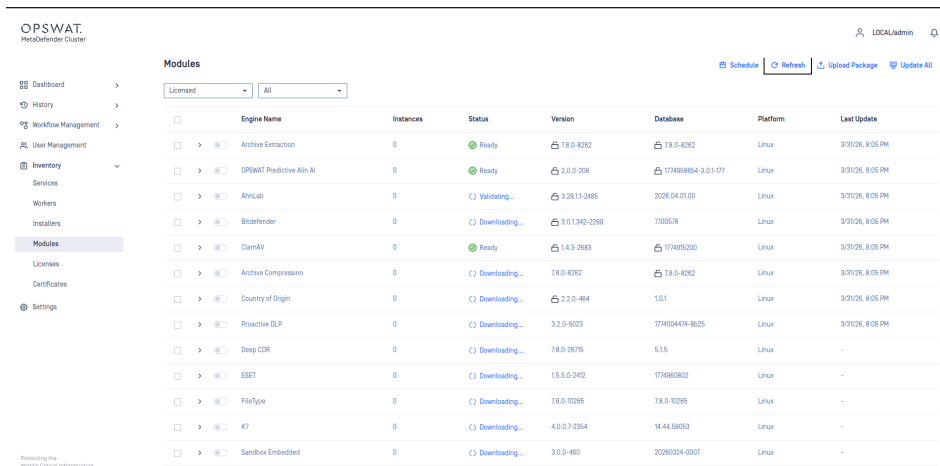 OPSWAT.
MetaDefender Cluster
LOCAL/admin
Modules
Schedule Refresh Upload Package Update All
Dashboard
History
Workflow Management
User Management
Inventory
Services
Workers
Installers
Modules
Licenses
Certificates
Settings
Licensed All
Engine Name Instances Status Version Database Platform Last Update
Archive Extraction 0 Ready 7.8.0-8262 7.8.0-8262 Linux 3/31/26, 8:05 PM
OPSWAT Predictive Alin AI 0 Ready 2.0.0-206 1774958854-3.0.1-177 Linux 3/31/26, 8:05 PM
AhnLab 0 Validating... 3.29.1.1-2485 2026.04.01.00 Linux 3/31/26, 8:05 PM
Bitdefender 0 Downloading... 3.0.1.342-2269 7.100578 Linux 3/31/26, 8:05 PM
ClamAV 0 Ready 1.4.3-2683 1774915200 Linux 3/31/26, 8:05 PM
Archive Compression 0 Downloading... 7.8.0-8262 7.8.0-8262 Linux 3/31/26, 8:05 PM
Country of Origin 0 Downloading... 2.2.0-464 1.0.1 Linux 3/31/26, 8:05 PM
Proactive DLP 0 Downloading... 3.2.0-5023 1774004474-8b25 Linux 3/31/26, 8:05 PM
Deep CDR 0 Downloading... 7.8.0-26715 5.1.5 Linux -
ESET 0 Downloading... 1.5.5.0-2412 1774960802 Linux -
FileType 0 Downloading... 7.8.0-10265 7.8.0-10265 Linux -
K7 0 Downloading... 4.0.0.7-2354 14.44.59053 Linux -
Sandbox Embedded 0 Downloading... 3.0.0-460 20260324-0007 Linux -
Protecting the
World's Critical Infrastructure